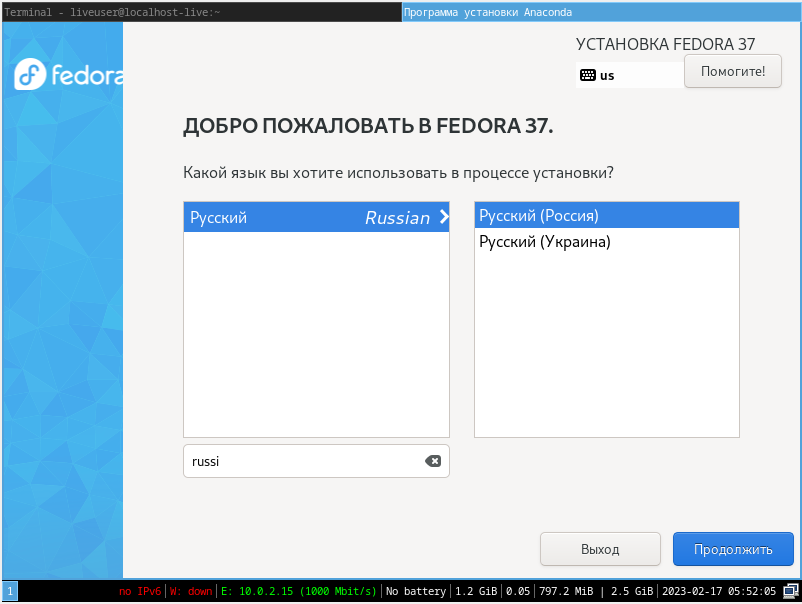 Terminal - liveuser@localhost-live:~
Программа установки Anaconda
fedora
УСТАНОВКА FEDORA 37
us
Помогите!
ДОБРО ПОЖАЛОВАТЬ В FEDORA 37.
Какой язык вы хотите использовать в процессе установки?
Русский Russian
Русский (Россия)
Русский (Украина)
russi
Выход
Продолжить
1
no IPv6|W: down|E: 10.0.2.15 (1000 Mbit/s)|No battery|1.2 GiB|0.05|797.2 MiB | 2.5 GiB|2023-02-17 05:52:05